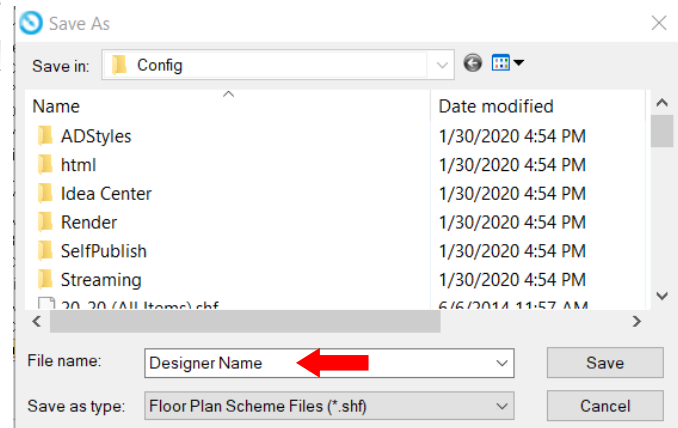 Save As
Save in: Config
Name Date modified
ADStyles 1/30/2020 4:54 PM
html 1/30/2020 4:54 PM
Idea Center 1/30/2020 4:54 PM
Render 1/30/2020 4:54 PM
SelfPublish 1/30/2020 4:54 PM
Streaming 1/30/2020 4:54 PM
20-20 (All Items).shf 6/6/2014 11:57 AM
File name: Designer Name Save
Save as type: Floor Plan Scheme Files (*.shf) Cancel